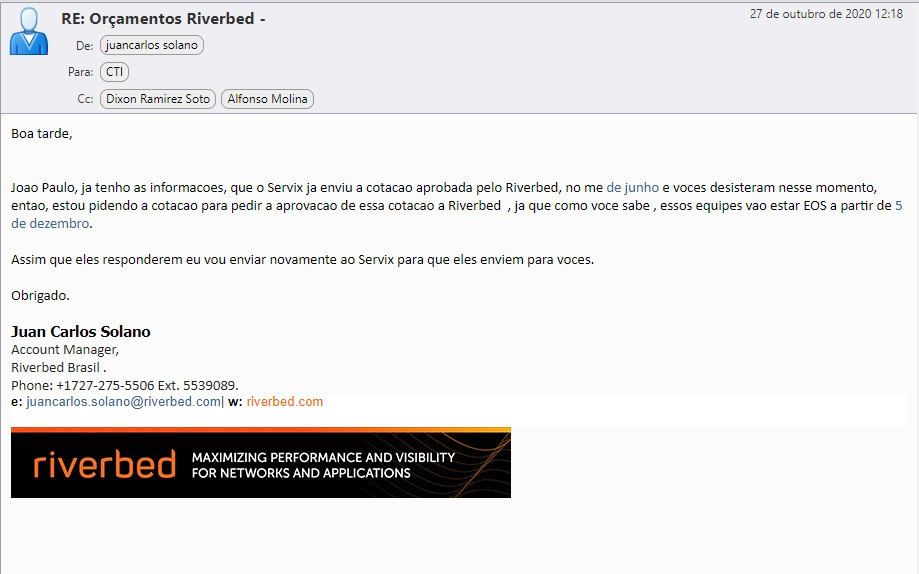 RE: Orçamentos Riverbed -
27 de outubro de 2020 12:18
De: juancarlos solano
Para: CTI
Cc: Dixon Ramirez Soto Alfonso Molina
Boa tarde,
Joao Paulo, ja tenho as informacoes, que o Servix ja enviu a cotacao aprobada pelo Riverbed, no me de junho e voces desisteram nesse momento,
entao, estou pidendo a cotacao para pedir a aprovacao de essa cotacao a Riverbed , ja que como voce sabe , essos equipes vao estar EOS a partir de 5
de dezembro.
Assim que eles responderem eu vou enviar novamente ao Servix para que eles enviem para voces.
Obrigado.
Juan Carlos Solano
Account Manager,
Riverbed Brasil .
Phone: +1727-275-5506 Ext. 5539089.
e: juancarlos.solano@riverbed.com| w: riverbed.com
riverbed
MAXIMIZING PERFORMANCE AND VISIBILITY
FOR NETWORKS AND APPLICATIONS